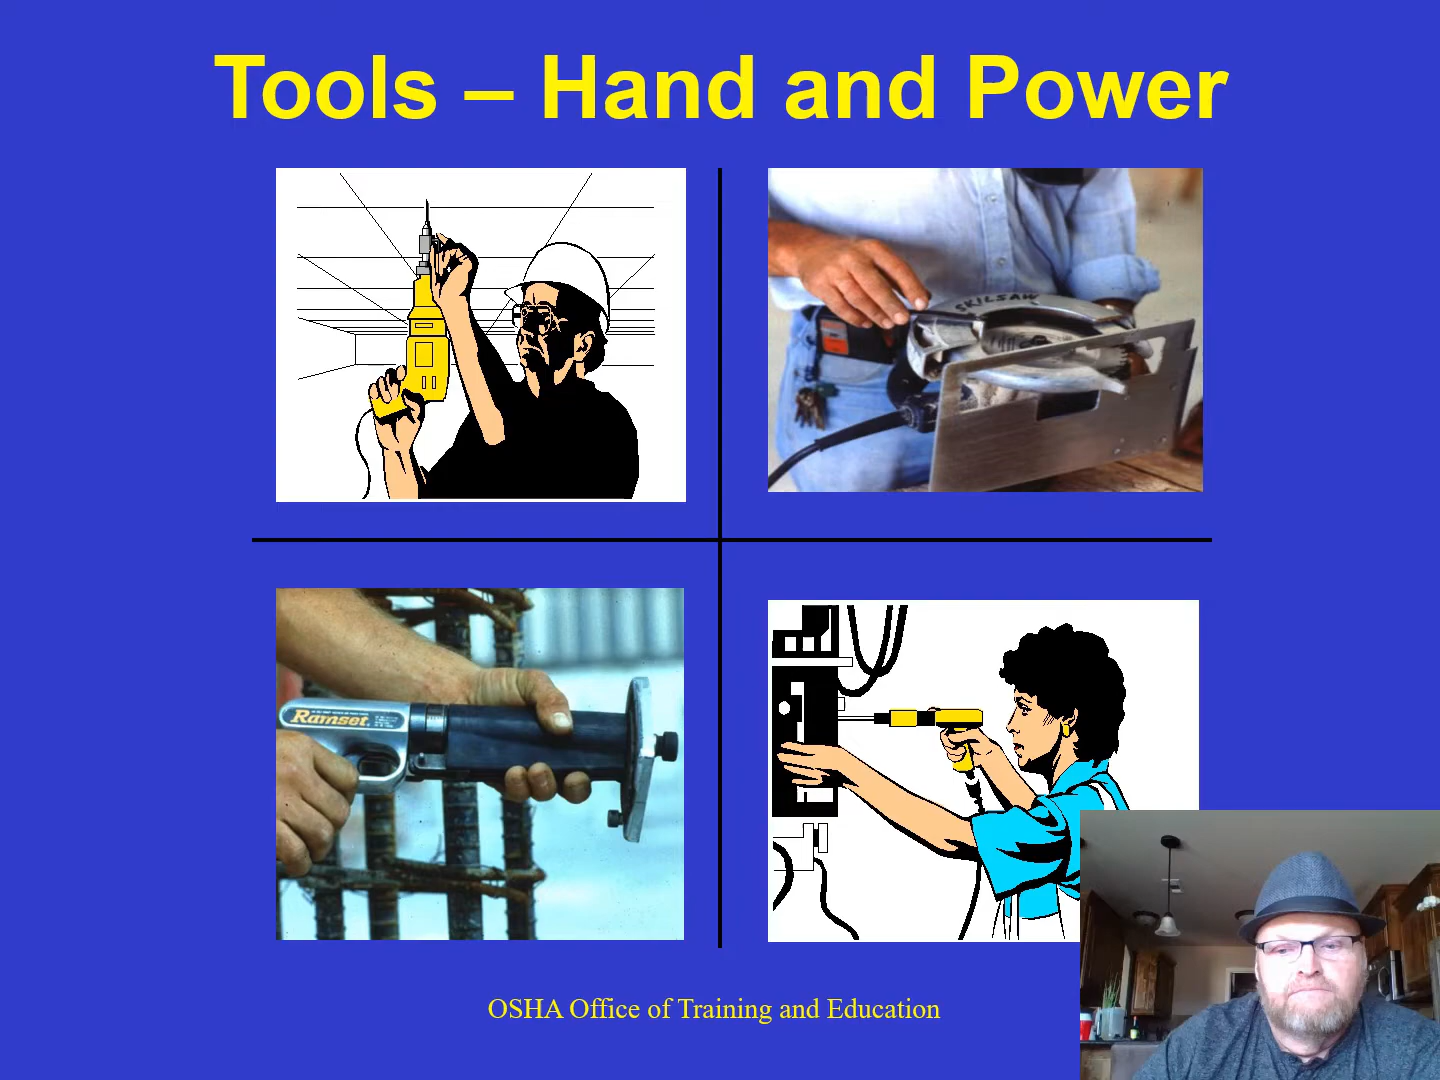 Tools – Hand and Power
SKILSAW
Ramset
OSHA Office of Training and Education